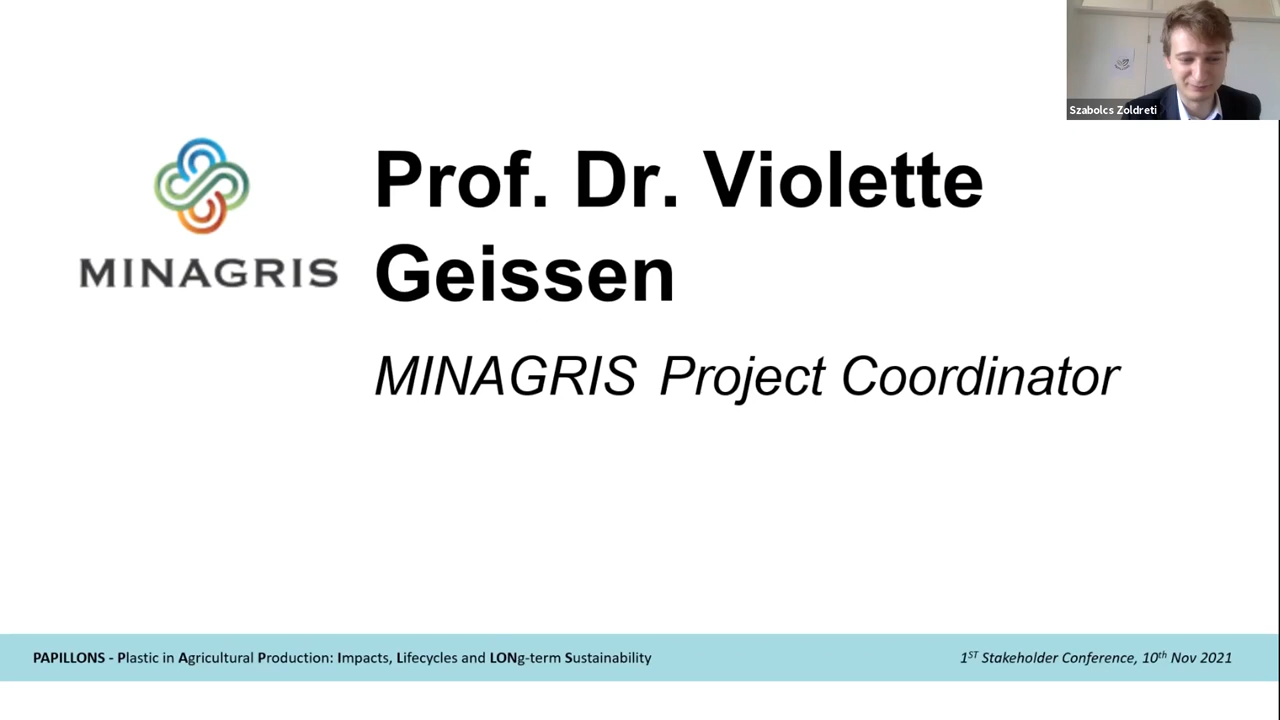 Szabolcs Zoldreti
Prof. Dr. Violette
Geissen
MINAGRIS
MINAGRIS Project Coordinator
PAPILLONS - Plastic in Agricultural Production: Impacts, Lifecycles and LONg-term Sustainability
1ST Stakeholder Conference, 10th Nov 2021